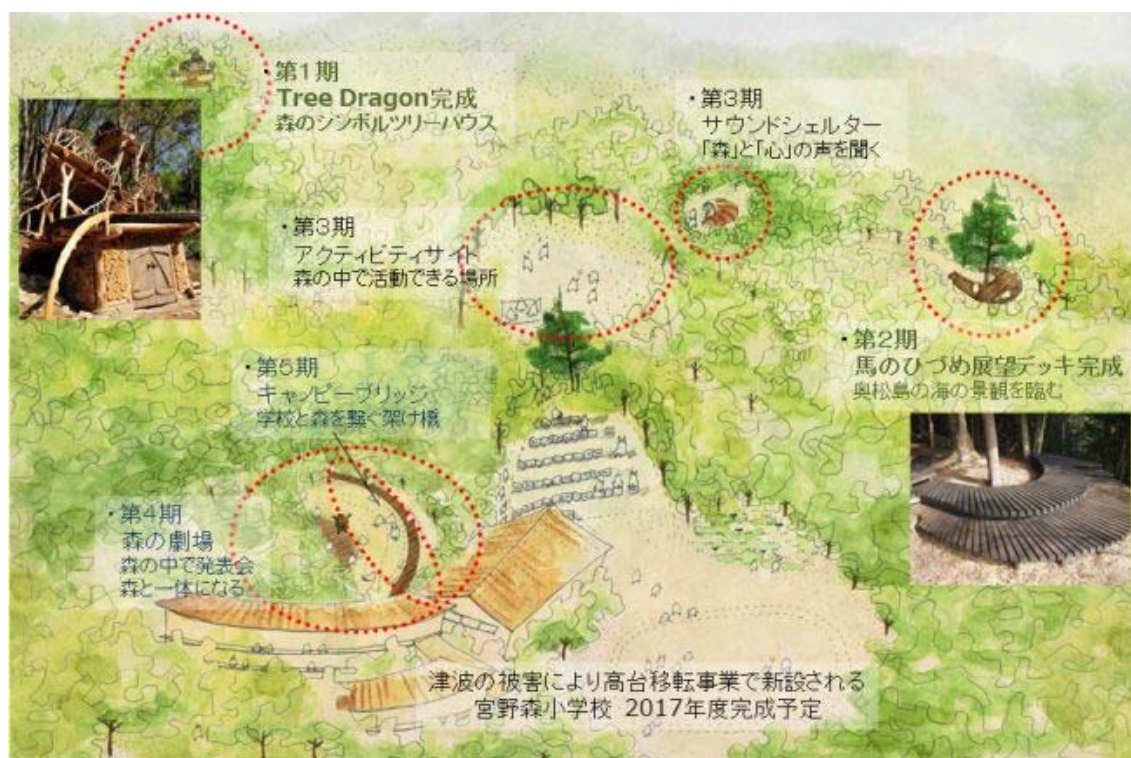 ・第1期
Tree Dragon完成
森のシンボルツリーハウス
・第3期
サウンドシェルター
「森」と「心」の声を聞く
・第3期
アクティビティサイト
森の中で活動できる場所
・第2期
馬のひづめ展望デッキ完成
奥松島の海の景観を臨む
・第5期
キャノピーブリッジ
学校と森を繋ぐ架け橋
・第4期
森の劇場
森の中で発表会
森と一体になる
津波の被害により高台移転事業で新設される
宮野森小学校 2017年度完成予定